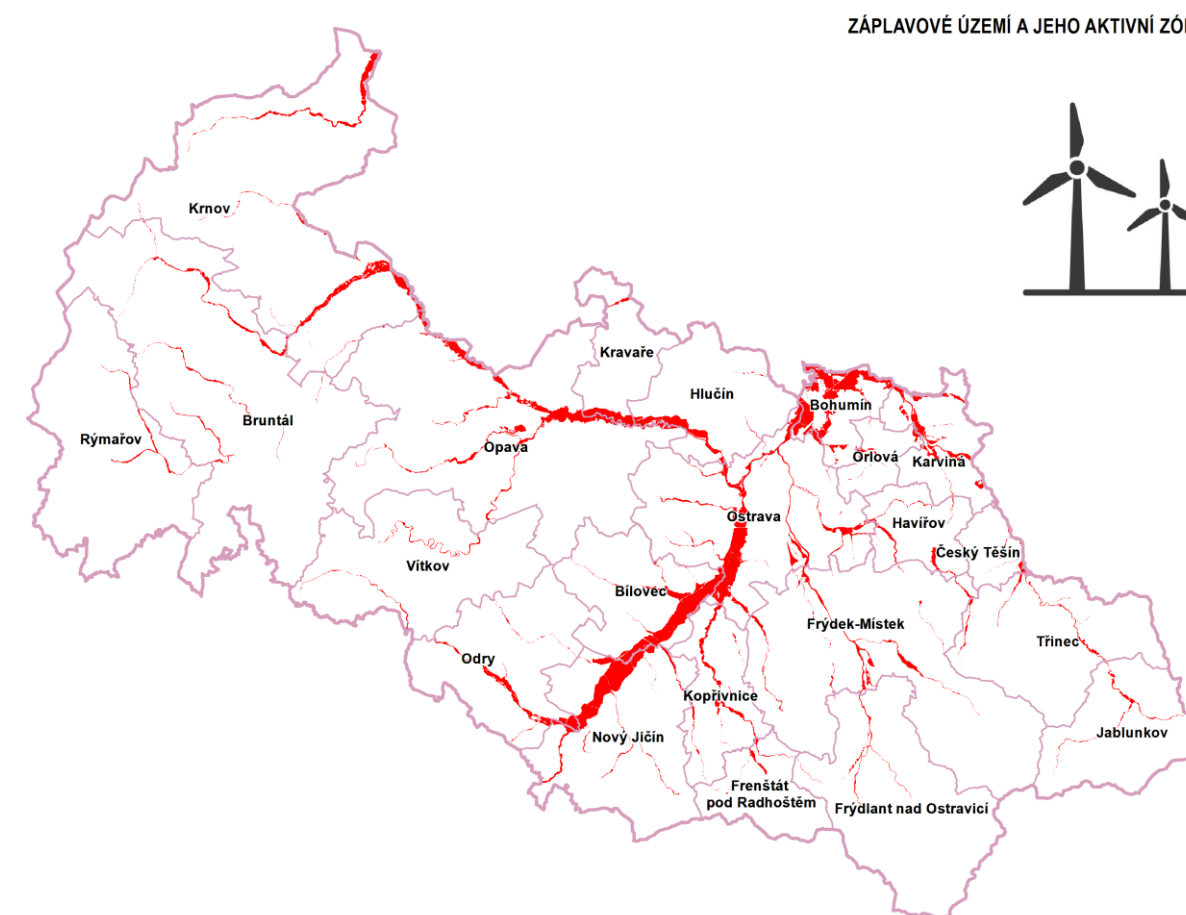 ZÁPLAVOVÉ ÚZEMÍ A JEHO AKTIVNÍ
Krnov
Kravaře
Hlučín
Bohumín
Rýmařov
Bruntál
Opava
Orlová
Karviná
Ostrava
Havířov
Český Těšín
Vítkov
Bílovec
Frýdek-Místek
Třinec
Odry
Kopřivnice
Nový Jičín
Jablunkov
Frenštát
pod Radhoštěm
Frýdlant nad Ostravicí